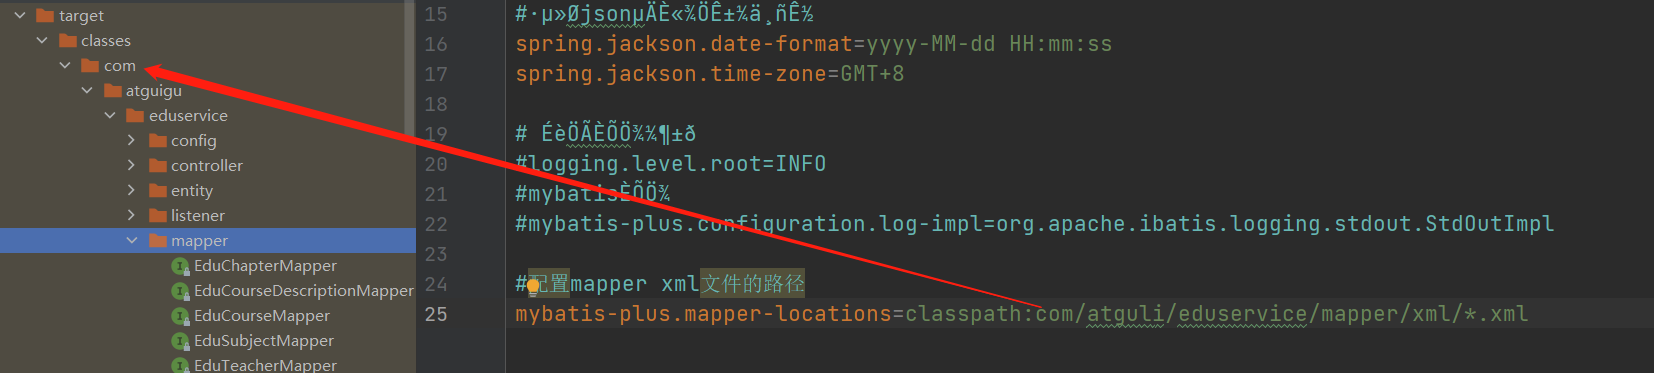 target
classes
com
atguigu
eduservice
config
controller
entity
listener
mapper
EduChapterMapper
EduCourseDescriptionMapper
EduCourseMapper
EduSubjectMapper
EduTeacherMapper
15 #·µ»ØjsonµÄÈ«¾ÖÊ±¼ä¸ñÊ½
16 spring.jackson.date-format=yyyy-MM-dd HH:mm:ss
17 spring.jackson.time-zone=GMT+8
18
19 # ÉèÖÃÈÕÖ¾¼¶±ð
20 #logging.level.root=INFO
21 #mybatisÈÕÖ¾
22 #mybatis-plus.configuration.log-impl=org.apache.ibatis.logging.stdout.StdOutImpl
23
24 #配置mapper xml文件的路径
25 mybatis-plus.mapper-locations=classpath:com/atguli/eduservice/mapper/xml/*.xml